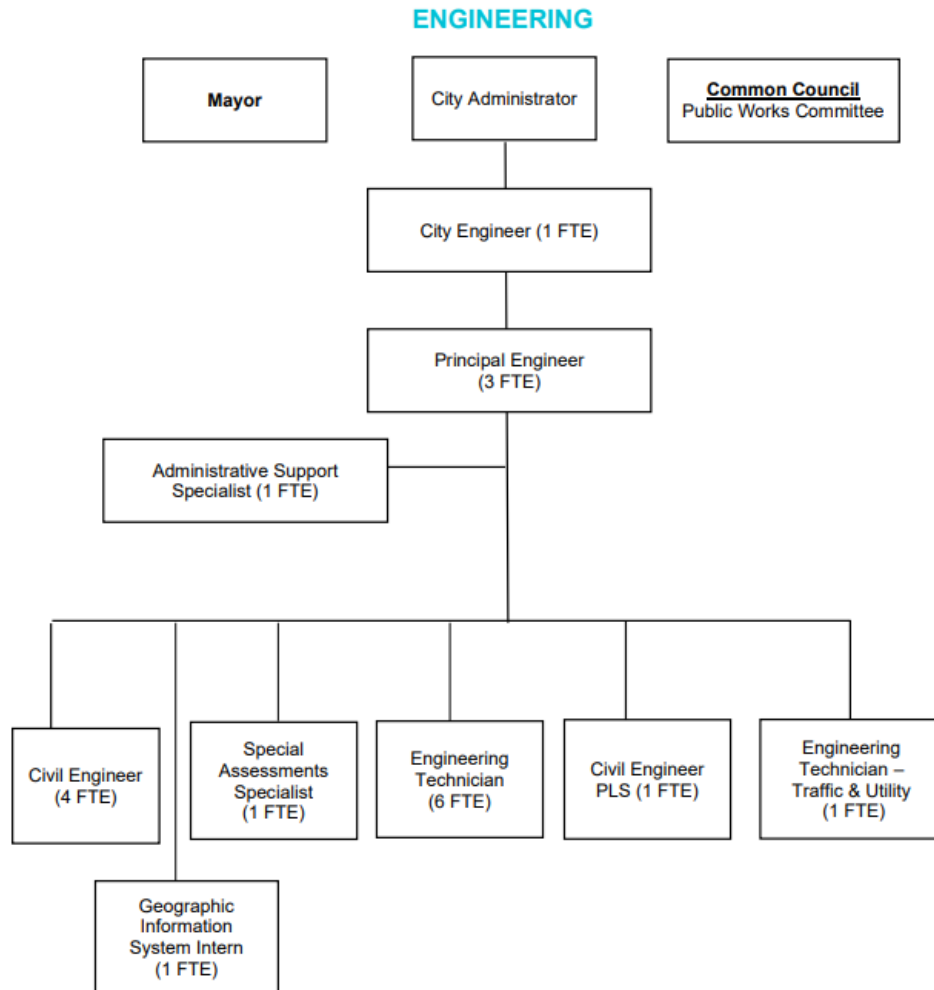 ENGINEERING
Mayor
City Administrator
Common Council
Public Works Committee
City Engineer (1 FTE)
Principal Engineer
(3 FTE)
Administrative Support
Specialist (1 FTE)
Civil Engineer
(4 FTE)
Special
Assessments
Specialist
(1 FTE)
Engineering
Technician
(6 FTE)
Civil Engineer
PLS (1 FTE)
Engineering
Technician –
Traffic & Utility
(1 FTE)
Geographic
Information
System Intern
(1 FTE)